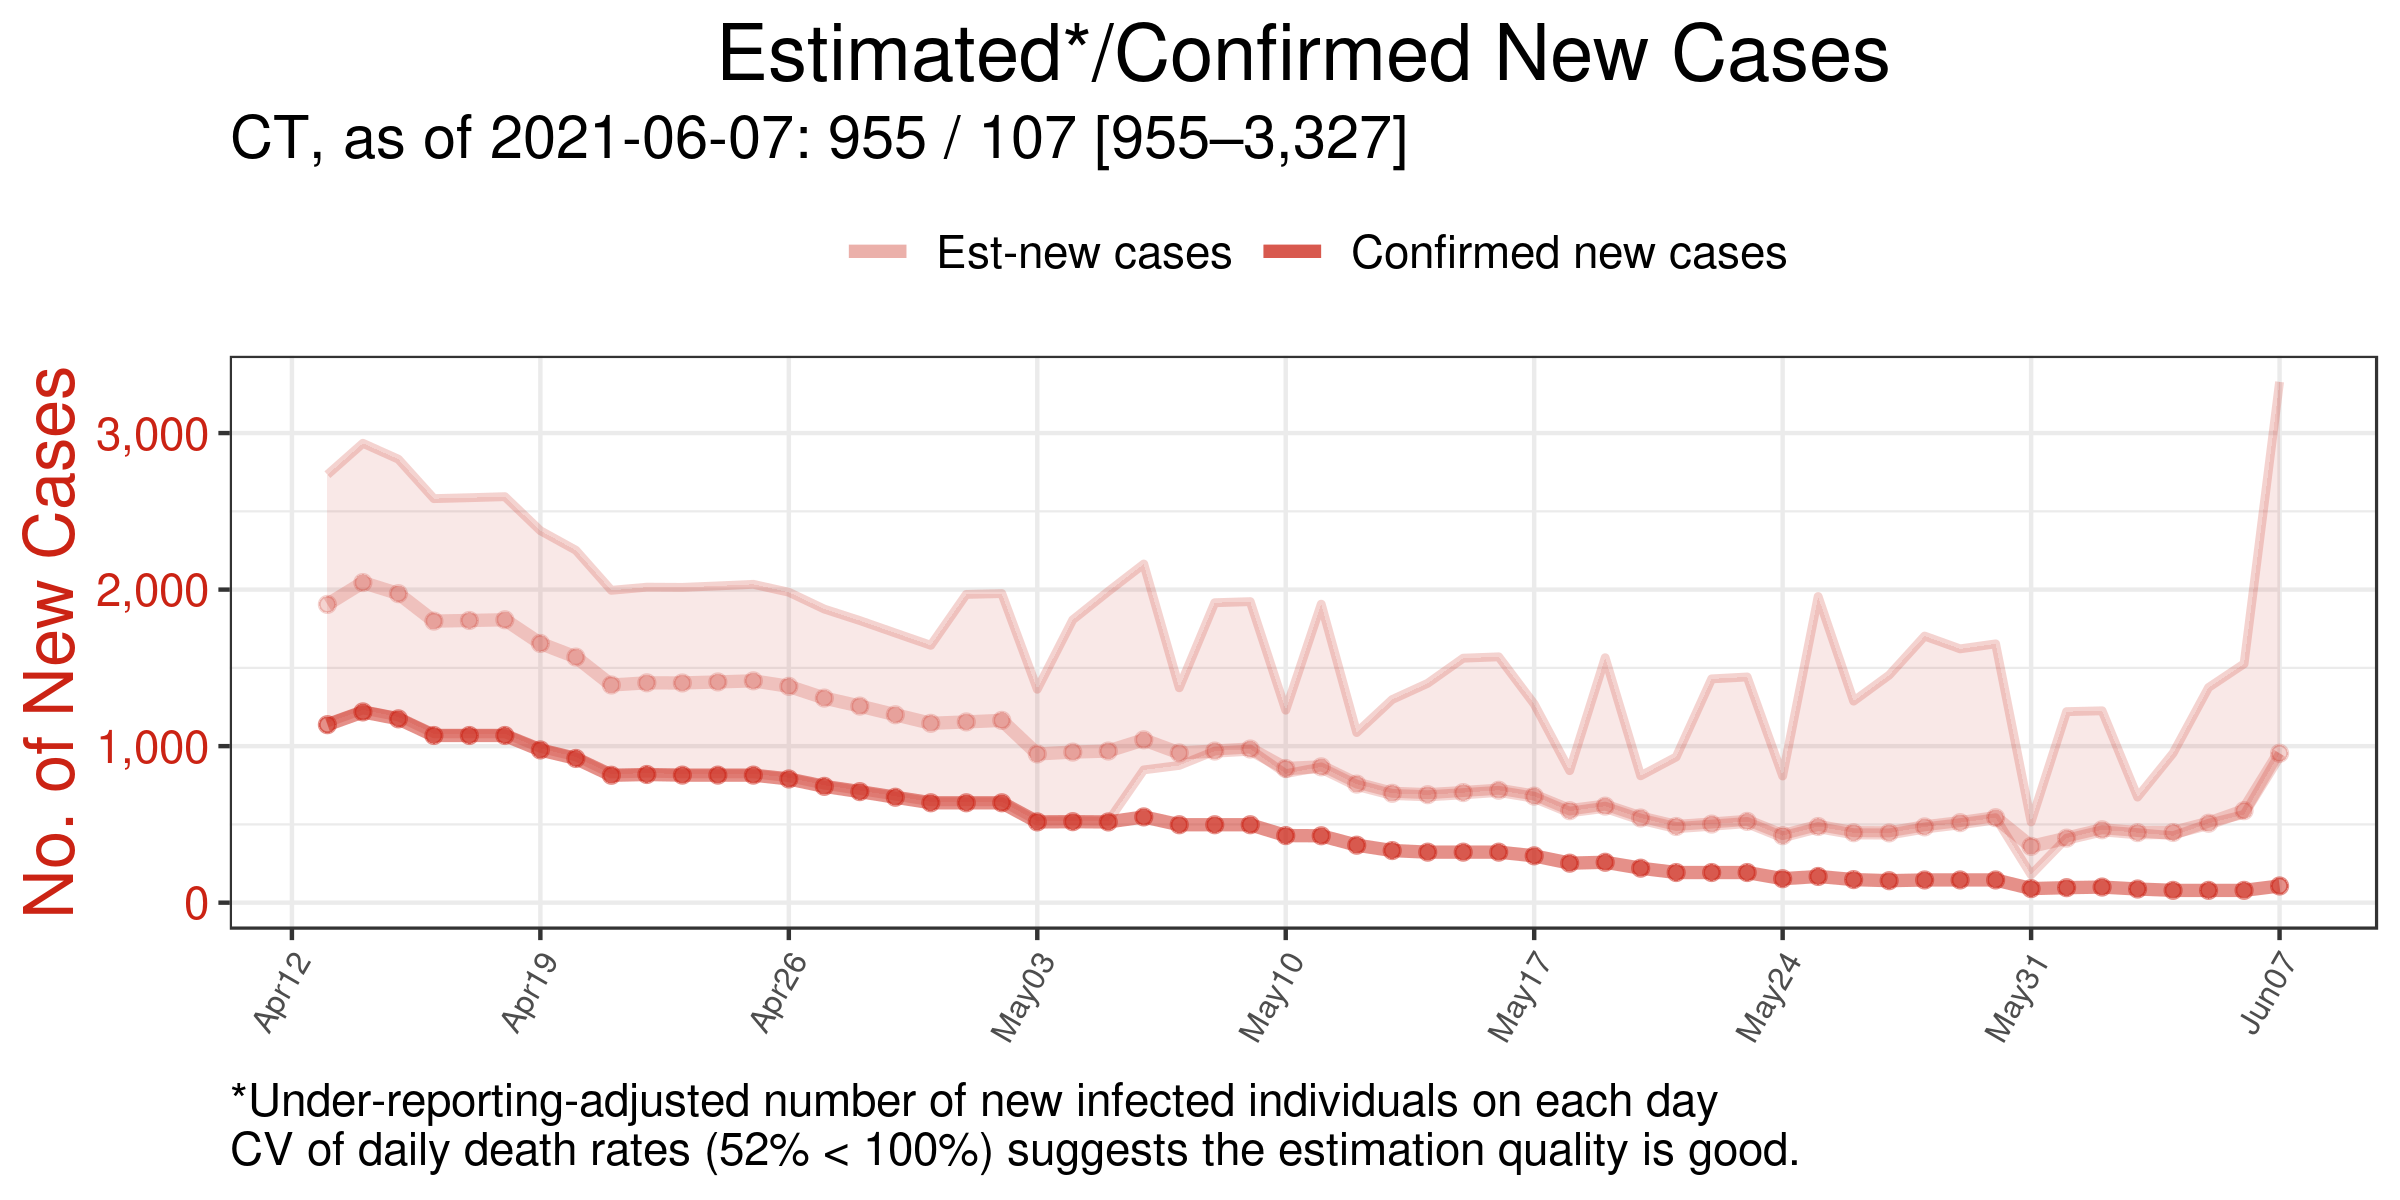 Estimated*/Confirmed New Cases
CT, as of 2021-06-07: 955 / 107 [955–3,327]
Est-new cases
Confirmed new cases
No. of New Cases
3,000
2,000
1,000
0
Apr12
Apr19
Apr26
May03
May10
May17
May24
May31
Jun07
*Under-reporting-adjusted number of new infected individuals on each day
CV of daily death rates (52% < 100%) suggests the estimation quality is good.